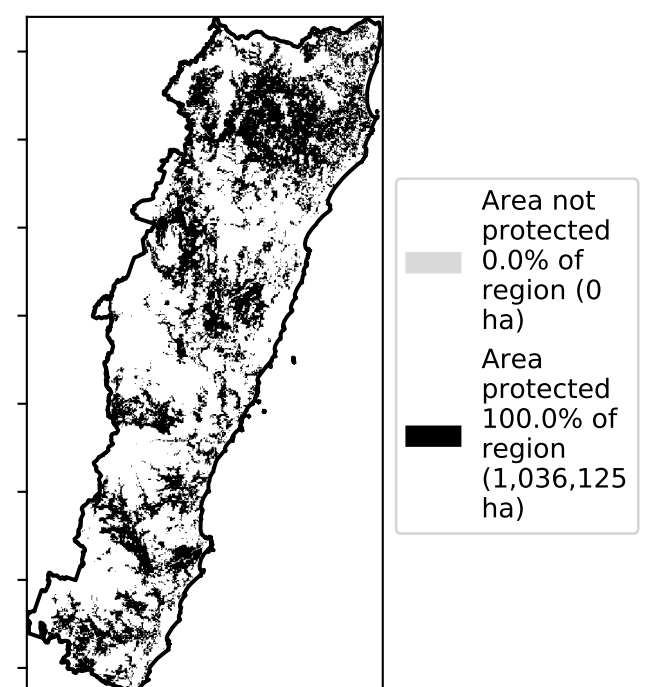 Area not
protected
0.0% of
region (0
ha)
Area
protected
100.0% of
region
(1,036,125
ha)